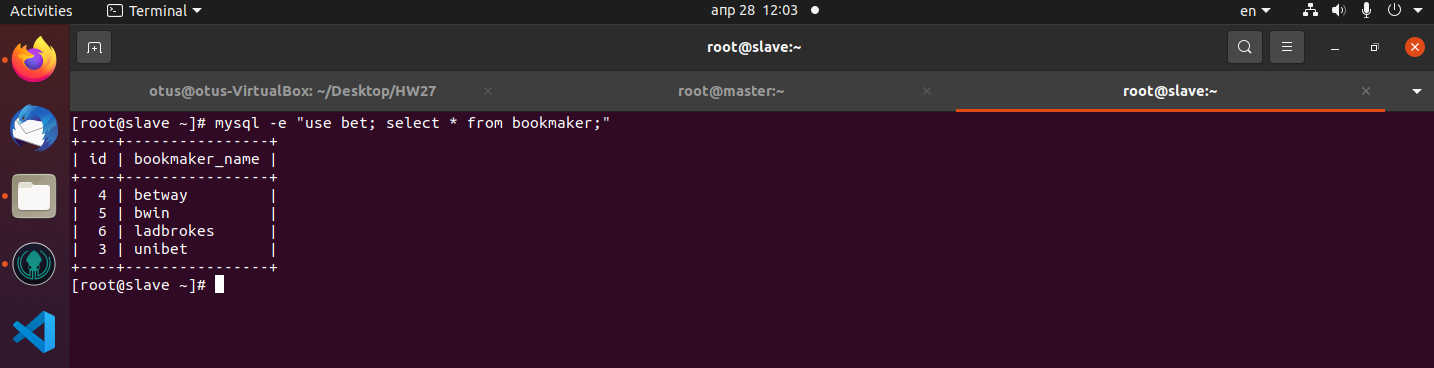 Activities Terminal апр 28 12:03 en
root@slave:~
otus@otus-VirtualBox: ~/Desktop/HW27 root@master:~ root@slave:~
[root@slave ~]# mysql -e "use bet; select * from bookmaker;"
+----+----------------+
| id | bookmaker_name |
+----+----------------+
|  4 | betway         |
|  5 | bwin           |
|  6 | ladbrokes      |
|  3 | unibet         |
+----+----------------+
[root@slave ~]#